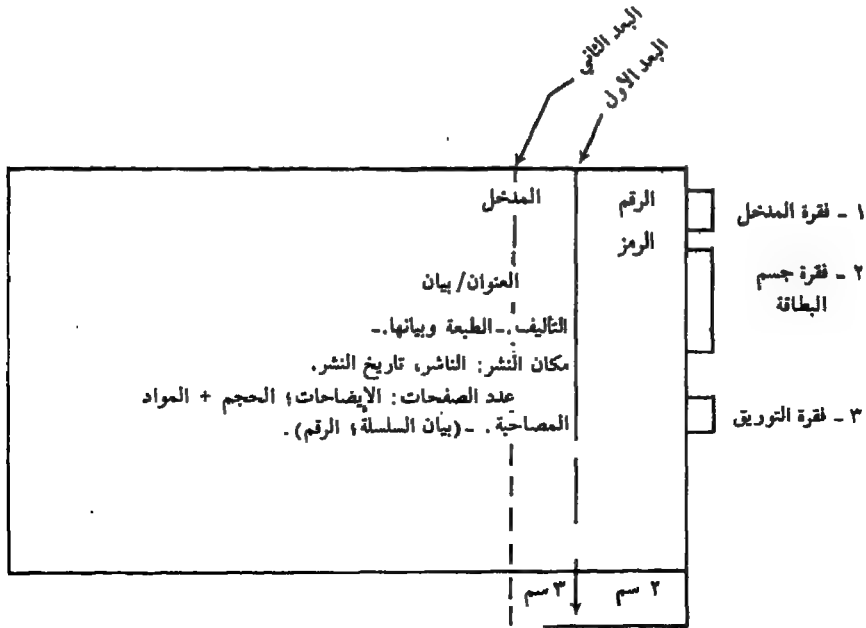 البعد الثاني
البعد الاول
المدخل
الرقم
الرمز
العنوان/ بيان
التأليف.ـ الطبعة وبيانها.ـ
مكان النشر: الناشر، تاريخ النشر.
عدد الصفحات: الايضاحات؛ الحجم + المواد
المصاحبة . ـ (بيان السلسلة؛ الرقم).
١ ـ فقرة المدخل
٢ ـ فقرة جسم
البطاقة
٣ ـ فقرة التوريق
٢ سم
٣ سم